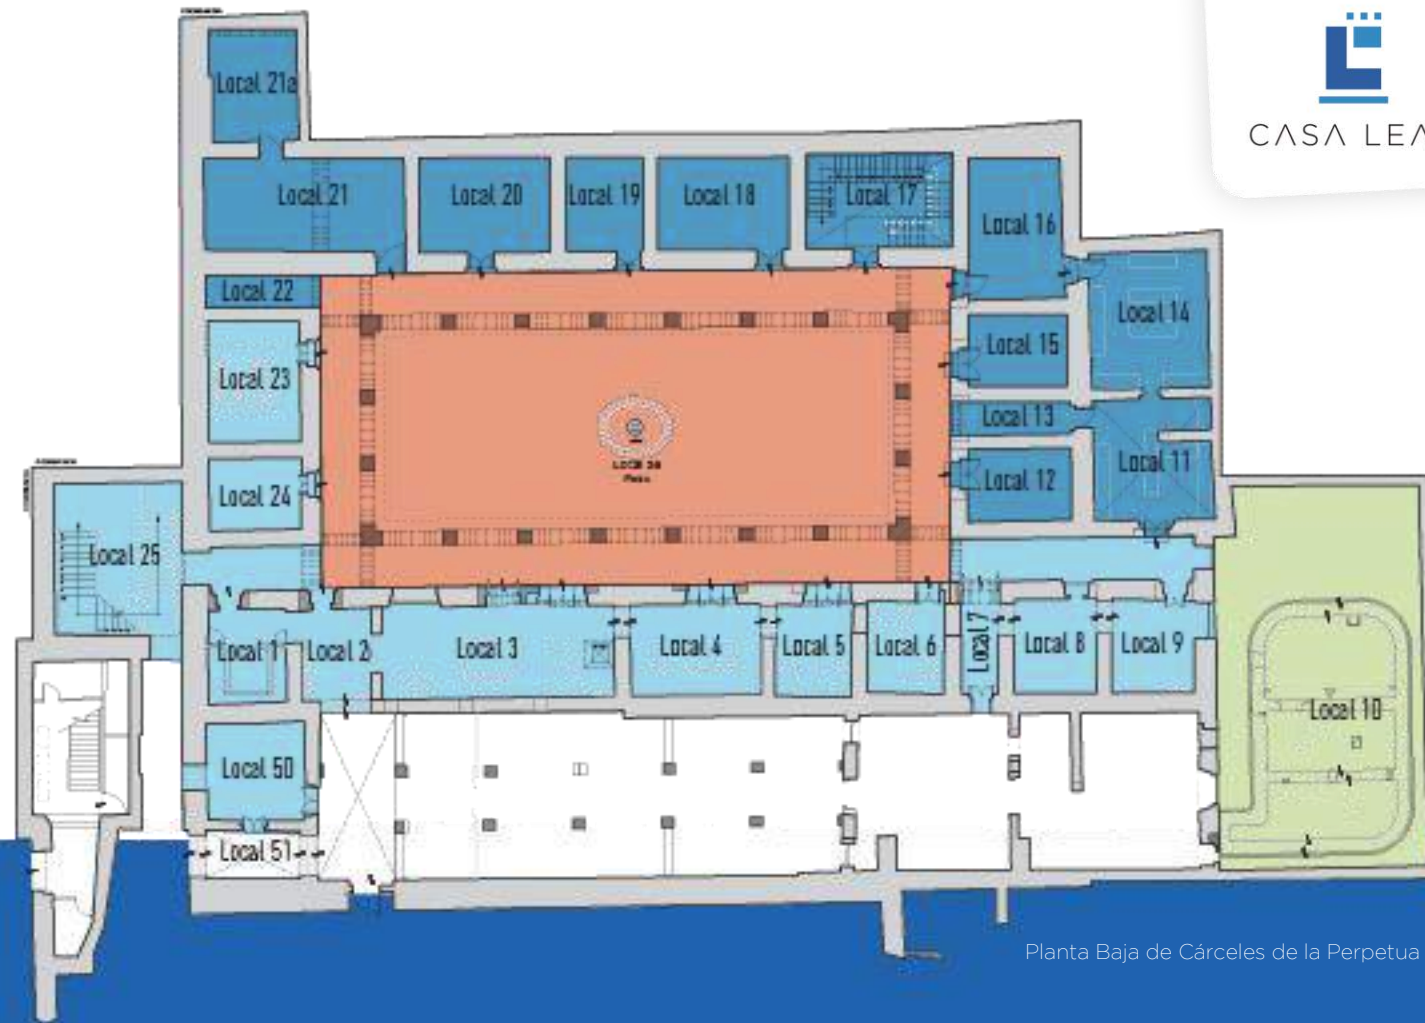 CASA LEA
Local 21a
Local 21
Local 20
Local 19
Local 18
Local 17
Local 16
Local 22
Local 14
Local 15
Local 23
Local 13
Local 24
Local 12
Local 11
Local 25
Local 1
Local 2
Local 3
Local 4
Local 5
Local 6
Local 7
Local 8
Local 9
Local 10
Local 50
Local 51
Planta Baja de Cárceles de la Perpetua